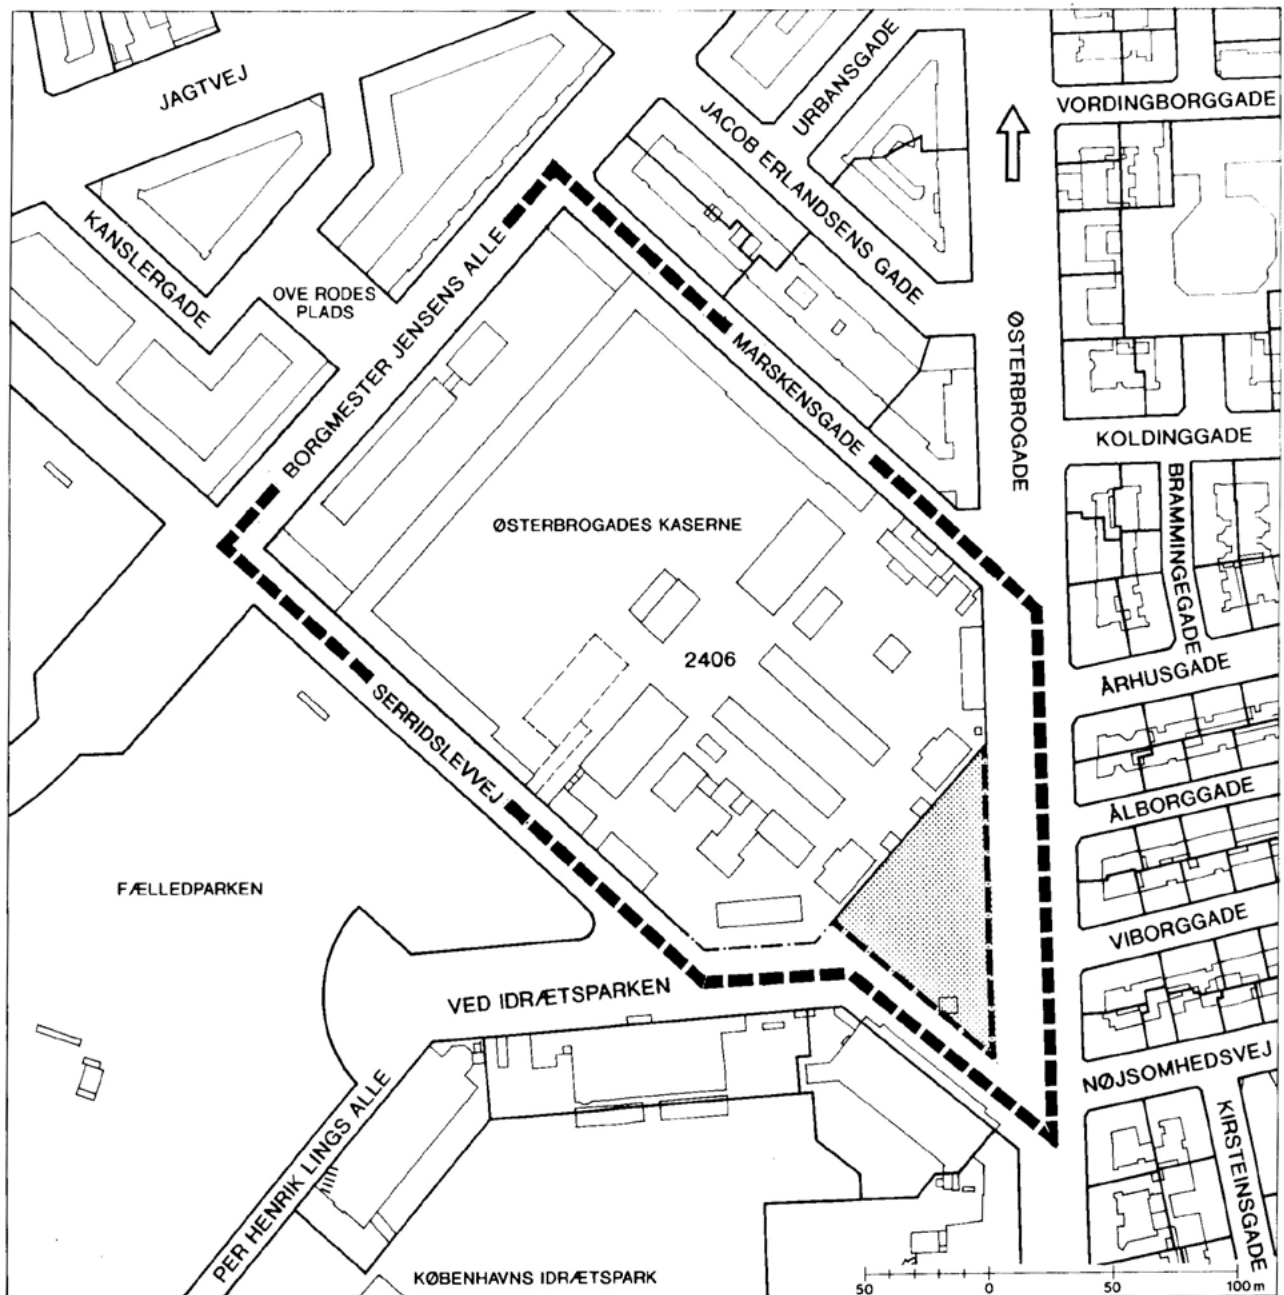 JAGTVEJ
URBANSGADE
VORDINGBORGGADE
JACOB ERLANDSENS GADE
KANSLERGADE
OVE RODES
PLADS
BORGMESTER JENSENS ALLE
MARSKENSGADE
ØSTERBROGADE
KOLDINGGADE
BRAMMINGEGADE
ØSTERBROGADES KASERNE
2406
ÅRHUSGADE
SERRIDSLEVVEJ
ÅLBORGGADE
FÆLLEDPARKEN
VIBORGGADE
VED IDRÆTSPARKEN
NØJSOMHEDSVEJ
KIRSTEINSGADE
PER HENRIK LINGS ALLE
KØBENHAVNS IDRÆTSPARK
50 0 50 100 m